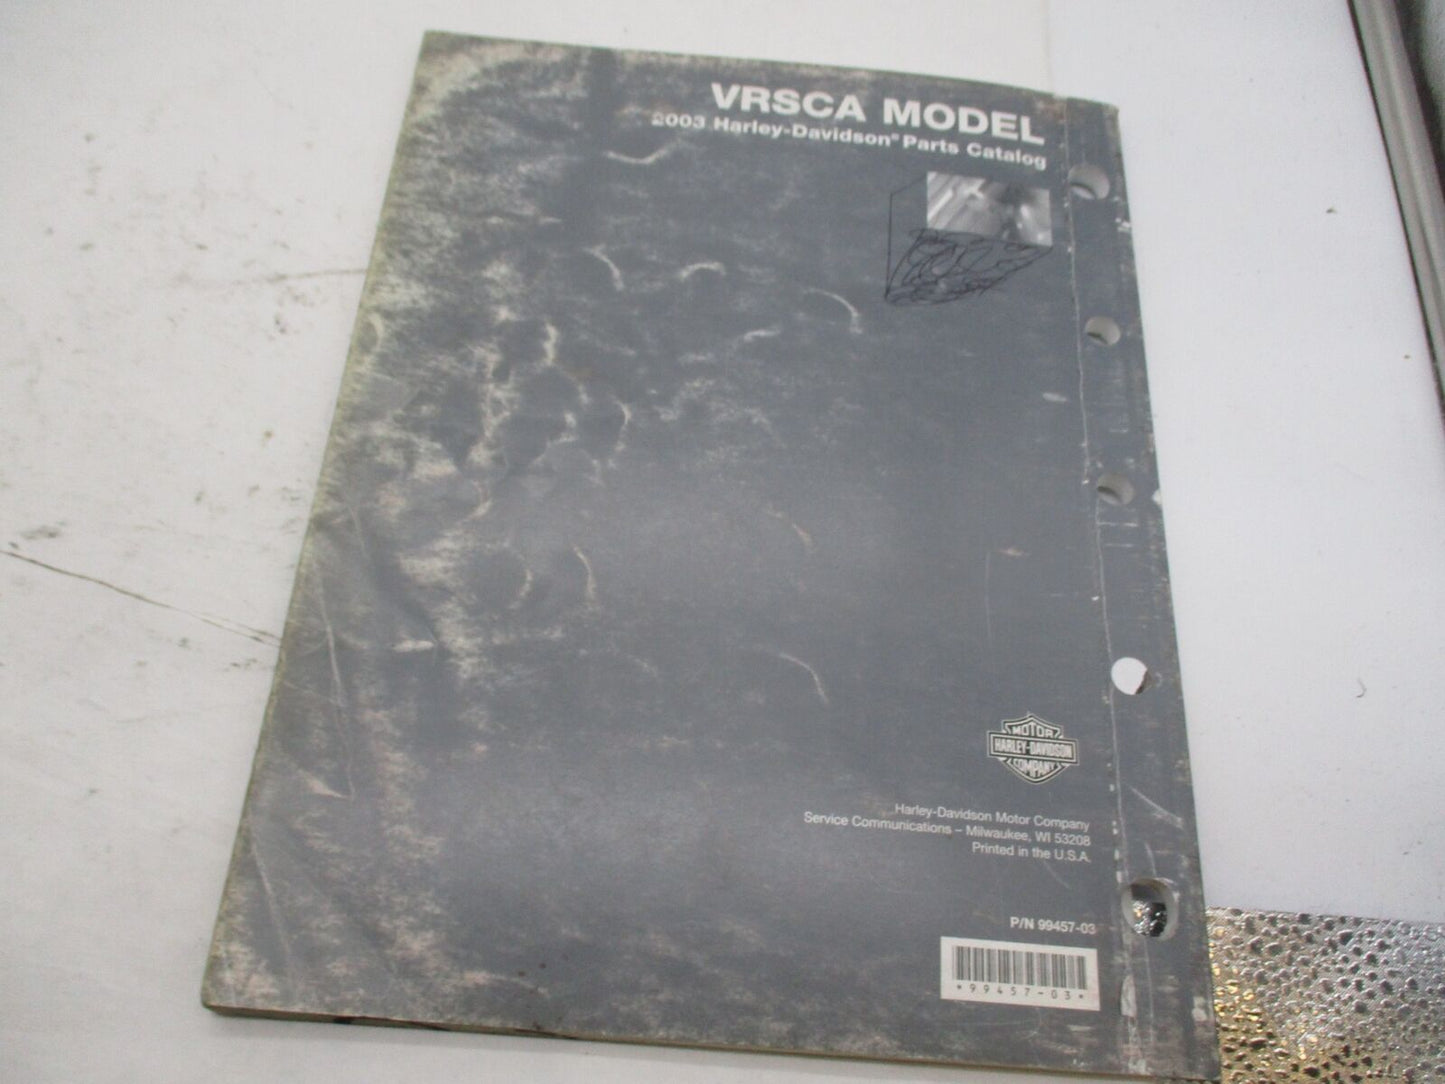 VRSCA MODEL
2003 Harley-Davidson® Parts Catalog
MOTOR
HARLEY-DAVIDSON
COMPANY
Harley-Davidson Motor Company
Service Communications – Milwaukee, WI 53208
Printed in the U.S.A.
P/N 99457-03
*99457-03*